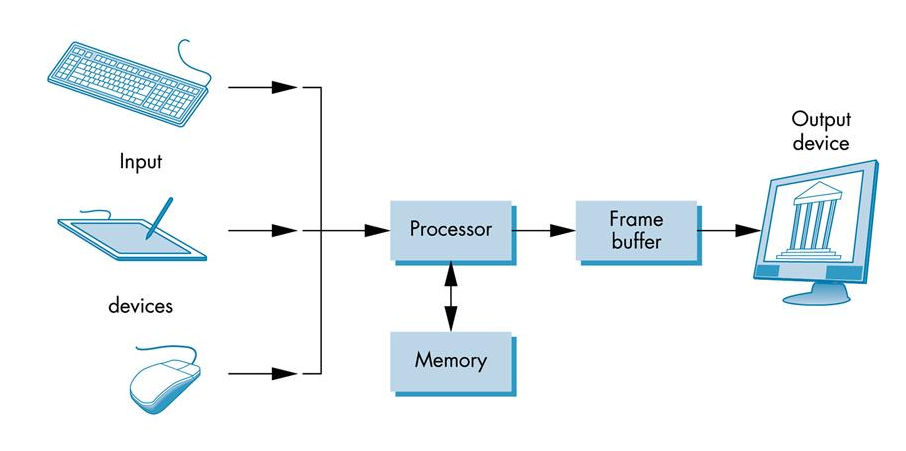 Input
devices
Processor
Memory
Frame
buffer
Output
device